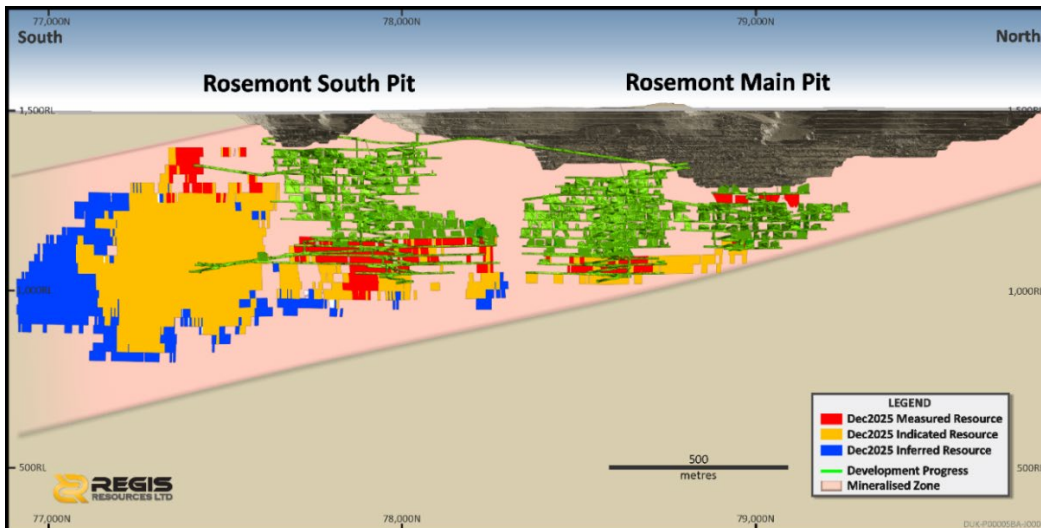 77,000N 78,000N 79,000N
South North
Rosemont South Pit Rosemont Main Pit
1,500RL 1,500RL
1,000RL 1,000RL
LEGEND
Dec2025 Measured Resource
Dec2025 Indicated Resource
Dec2025 Inferred Resource
Development Progress
Mineralised Zone
500
metres
500RL 500RL
REGIS
RESOURCES LTD
77,000N 78,000N 79,000N